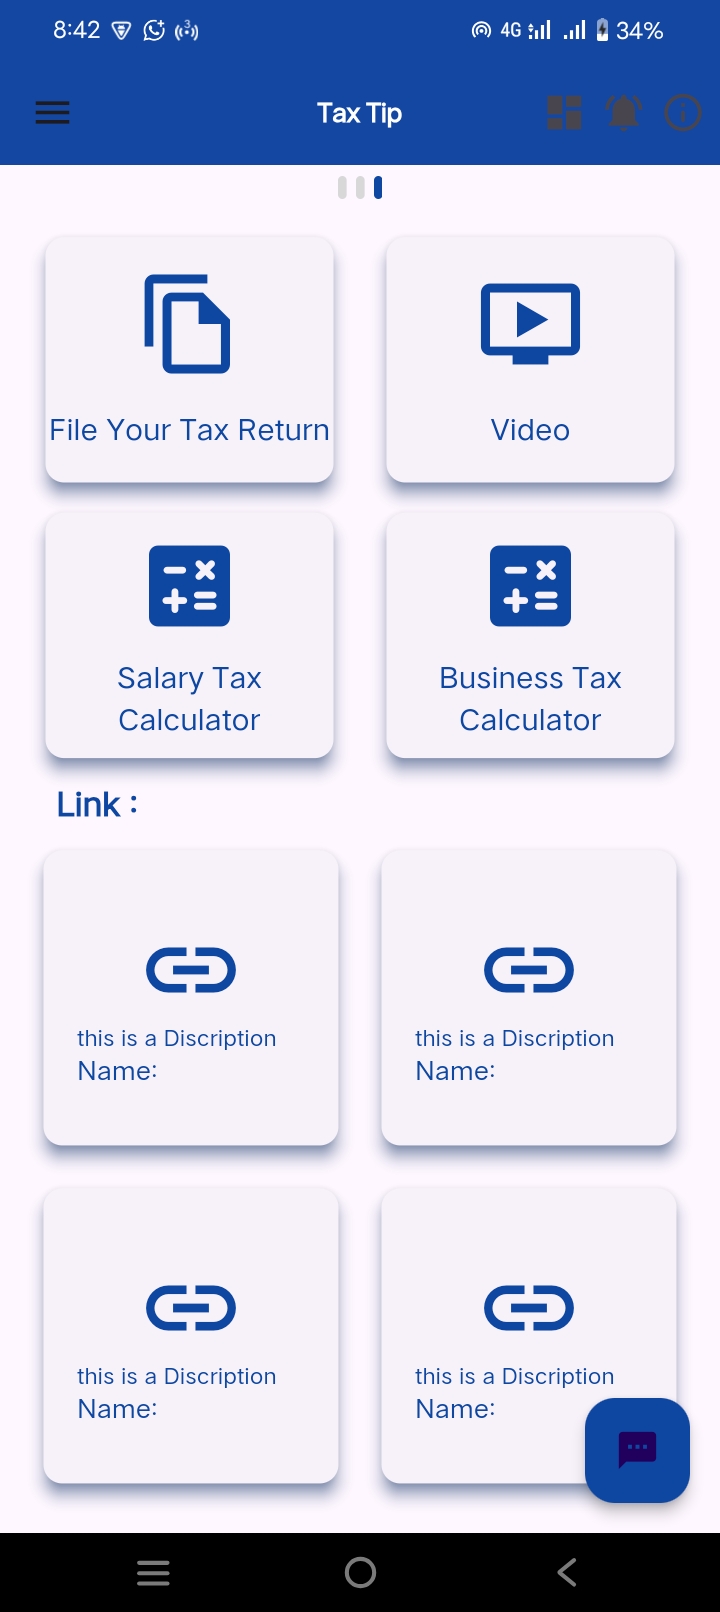 8:42 3 4G 34%
Tax Tip
File Your Tax Return Video
Salary Tax Business Tax
Calculator Calculator
Link :
this is a Discription this is a Discription
Name: Name:
this is a Discription this is a Discription
Name: Name: